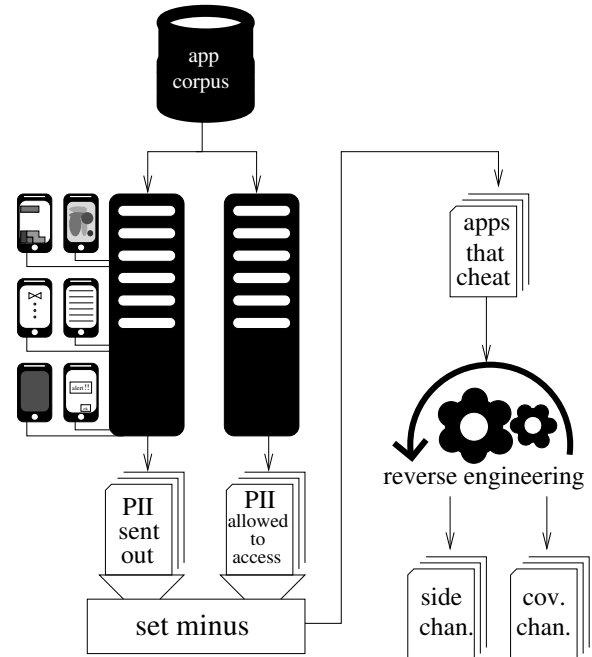 app
corpus
apps
that
cheat
alert !!
ok
reverse engineering
PII
sent
out
PII
allowed
to
access
side
chan.
cov.
chan.
set minus